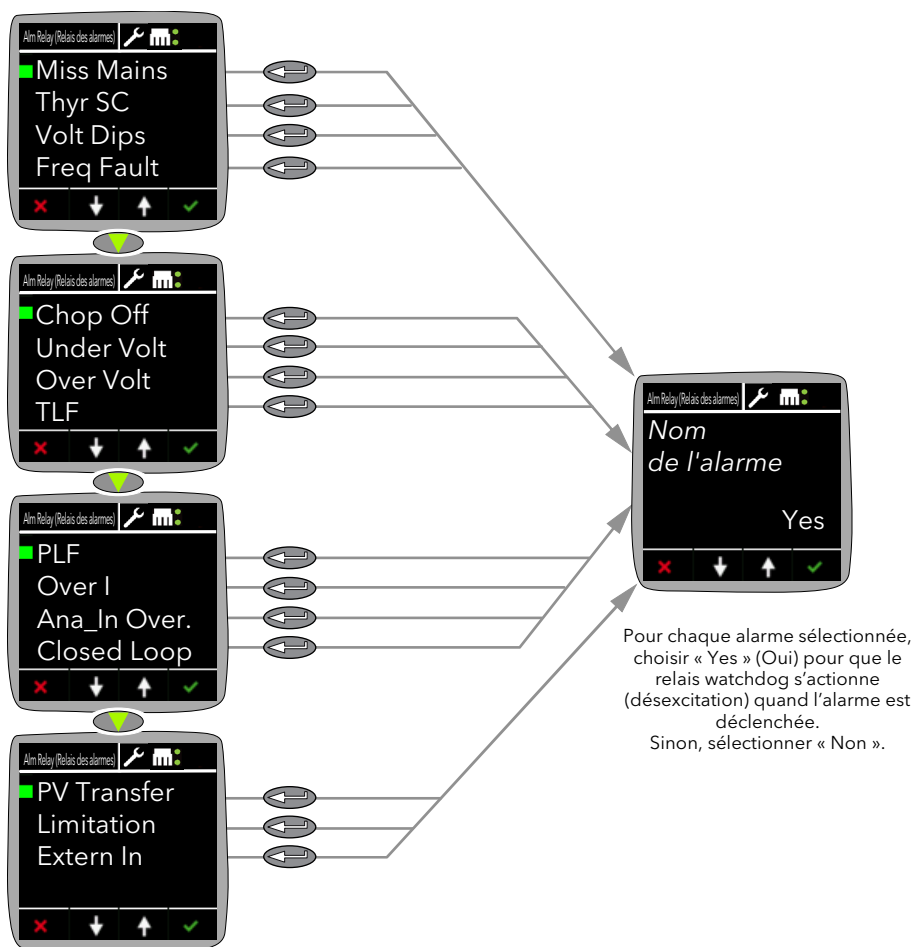 Alm Relay (Relais des alarmes)
Miss Mains
Thyr SC
Volt Dips
Freq Fault
Alm Relay (Relais des alarmes)
Chop Off
Under Volt
Over Volt
TLF
Alm Relay (Relais des alarmes)
PLF
Over I
Ana_In Over.
Closed Loop
Alm Relay (Relais des alarmes)
PV Transfer
Limitation
Extern In
Alm Relay (Relais des alarmes)
Nom
de l'alarme
Yes
Pour chaque alarme sélectionnée,
choisir « Yes » (Oui) pour que le
relais watchdog s’actionne
(désexcitation) quand l’alarme est
déclenchée.
Sinon, sélectionner « Non ».